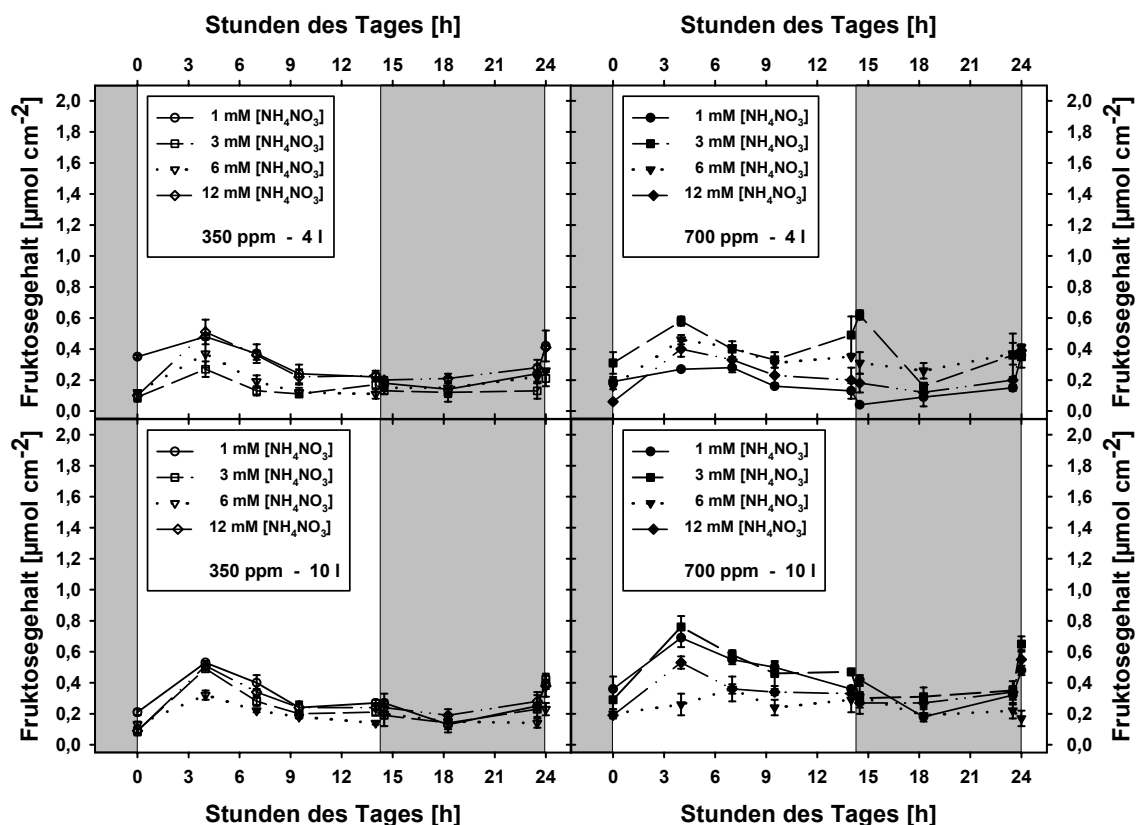 Stunden des Tages [h]
Stunden des Tages [h]
0 3 6 9 12 15 18 21 24
0 3 6 9 12 15 18 21 24
Fruktosegehalt [µmol cm⁻²]
2,0
1,8
1,6
1,4
1,2
1,0
0,8
0,6
0,4
0,2
0,0
1 mM [NH₄NO₃]
3 mM [NH₄NO₃]
6 mM [NH₄NO₃]
12 mM [NH₄NO₃]
350 ppm - 4 l
1 mM [NH₄NO₃]
3 mM [NH₄NO₃]
6 mM [NH₄NO₃]
12 mM [NH₄NO₃]
700 ppm - 4 l
2,0
1,8
1,6
1,4
1,2
1,0
0,8
0,6
0,4
0,2
0,0
Fruktosegehalt [µmol cm⁻²]
Fruktosegehalt [µmol cm⁻²]
2,0
1,8
1,6
1,4
1,2
1,0
0,8
0,6
0,4
0,2
0,0
1 mM [NH₄NO₃]
3 mM [NH₄NO₃]
6 mM [NH₄NO₃]
12 mM [NH₄NO₃]
350 ppm - 10 l
1 mM [NH₄NO₃]
3 mM [NH₄NO₃]
6 mM [NH₄NO₃]
12 mM [NH₄NO₃]
700 ppm - 10 l
2,0
1,8
1,6
1,4
1,2
1,0
0,8
0,6
0,4
0,2
0,0
Fruktosegehalt [µmol cm⁻²]
0 3 6 9 12 15 18 21 24
0 3 6 9 12 15 18 21 24
Stunden des Tages [h]
Stunden des Tages [h]